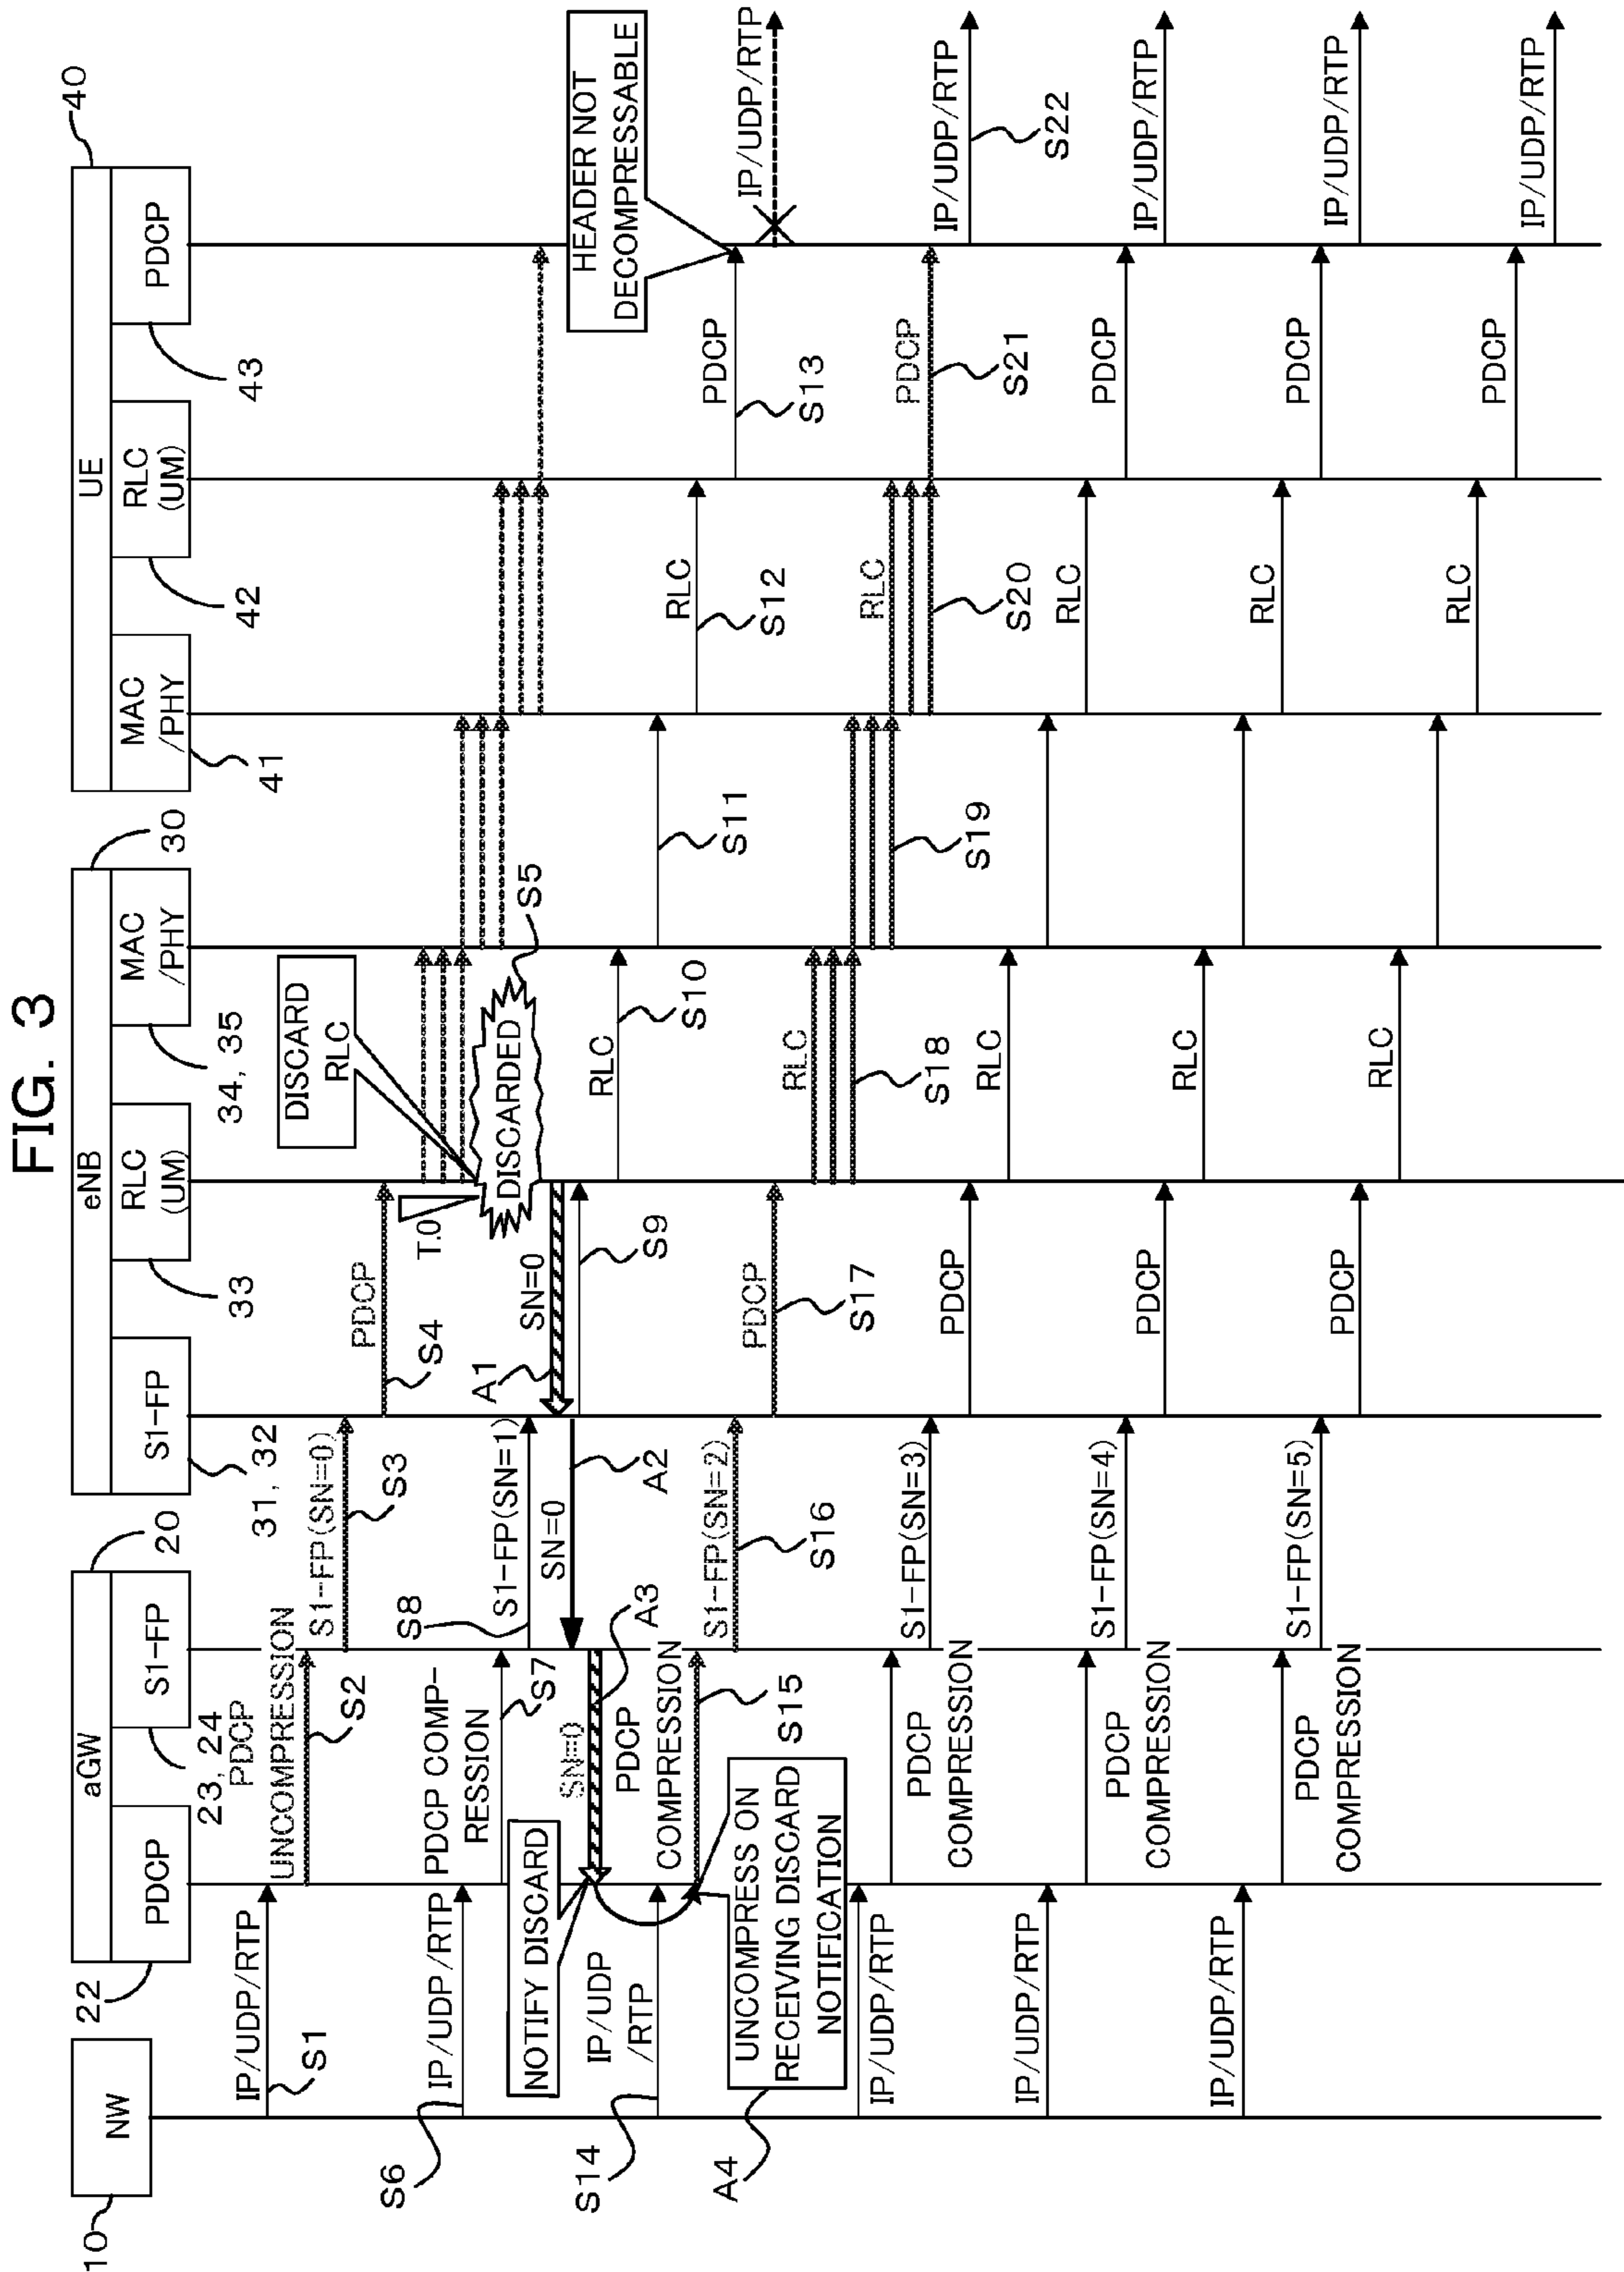 FIG. 3
10
NW
22
aGW
20
PDCP
S1-FP
23, 24
eNB
30
S1-FP
31, 32
RLC
(UM)
33
MAC
/PHY
34, 35
UE
40
MAC
/PHY
41
RLC
(UM)
42
PDCP
43
IP/UDP/RTP
S1
PDCP
UNCOMPRESSION
S2
S1-FP(SN=0)
S3
PDCP
S4
T.O
DISCARD
RLC
DISCARDED
S5
S6
IP/UDP/RTP
PDCP COMP-
RESSION
S7
S8
S1-FP(SN=1)
SN=0
A1
SN=0
A2
S9
RLC
S10
S11
RLC
S12
PDCP
S13
HEADER NOT
DECOMPRESSABLE
IP/UDP/RTP
NOTIFY DISCARD
SN=0
A3
S14
IP/UDP
/RTP
PDCP
COMPRESSION
S15
A4
UNCOMPRESS ON
RECEIVING DISCARD
NOTIFICATION
S1-FP(SN=2)
S16
PDCP
S17
RLC
S18
S19
RLC
S20
PDCP
S21
IP/UDP/RTP
S22
IP/UDP/RTP
PDCP
COMPRESSION
S1-FP(SN=3)
PDCP
RLC
RLC
PDCP
IP/UDP/RTP
IP/UDP/RTP
PDCP
COMPRESSION
S1-FP(SN=4)
PDCP
RLC
RLC
PDCP
IP/UDP/RTP
IP/UDP/RTP
PDCP
COMPRESSION
S1-FP(SN=5)
PDCP
RLC
RLC
PDCP
IP/UDP/RTP